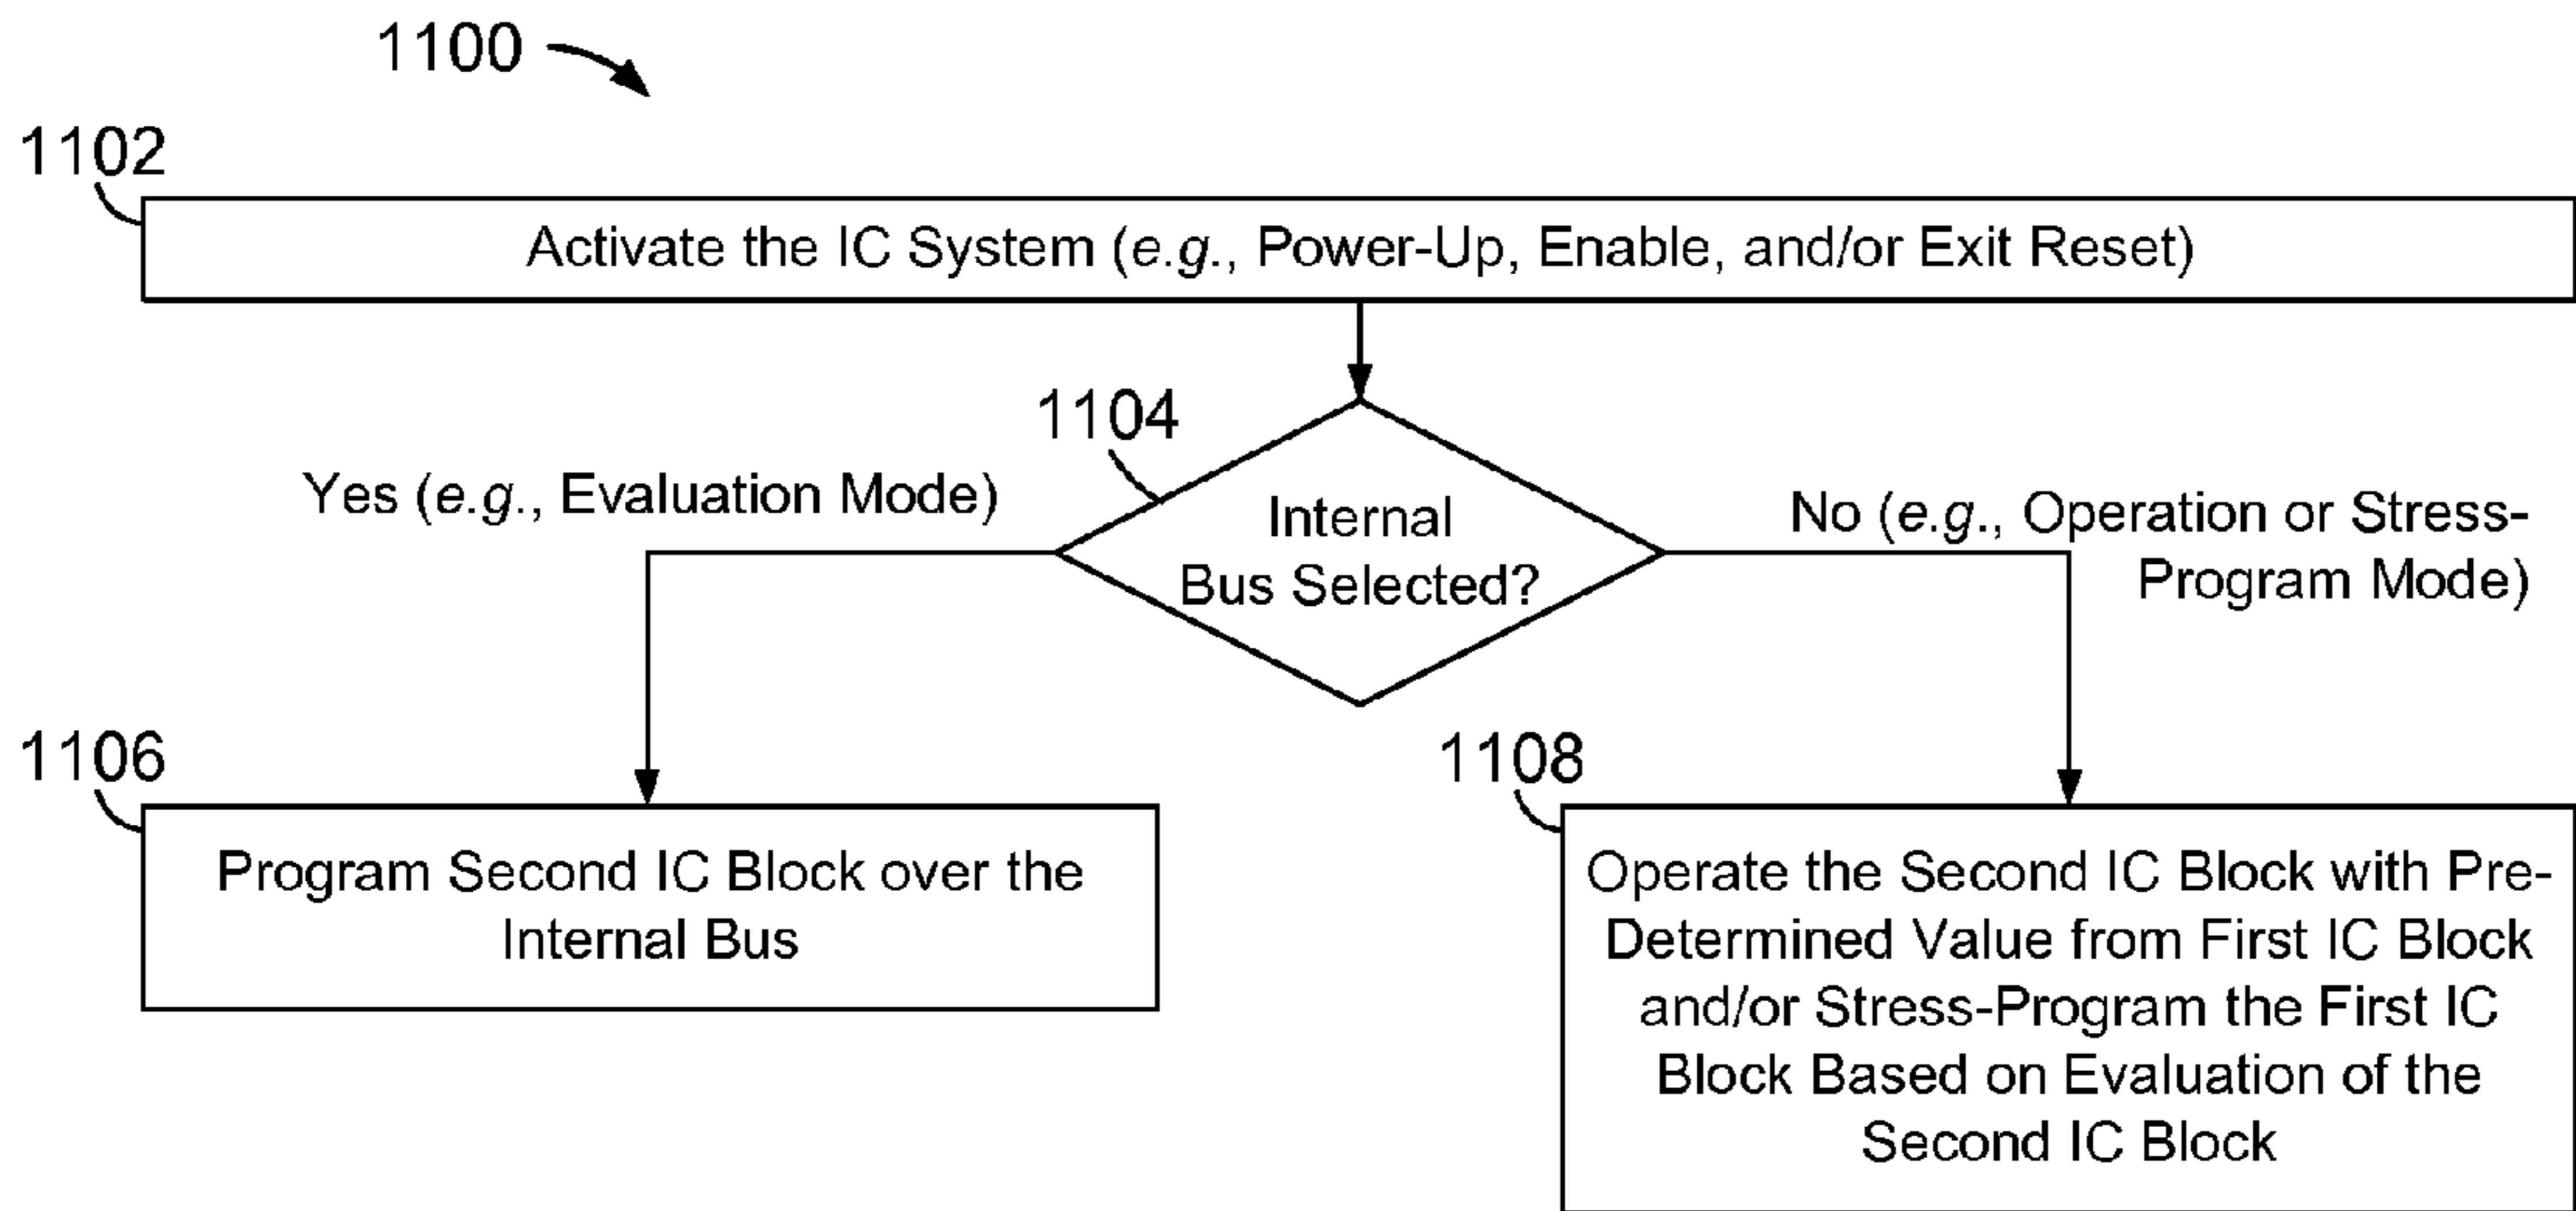 1100
1102
Activate the IC System (e.g., Power-Up, Enable, and/or Exit Reset)
1104
Yes (e.g., Evaluation Mode)
Internal
Bus Selected?
No (e.g., Operation or Stress-
Program Mode)
1106
Program Second IC Block over the
Internal Bus
1108
Operate the Second IC Block with Pre-
Determined Value from First IC Block
and/or Stress-Program the First IC
Block Based on Evaluation of the
Second IC Block